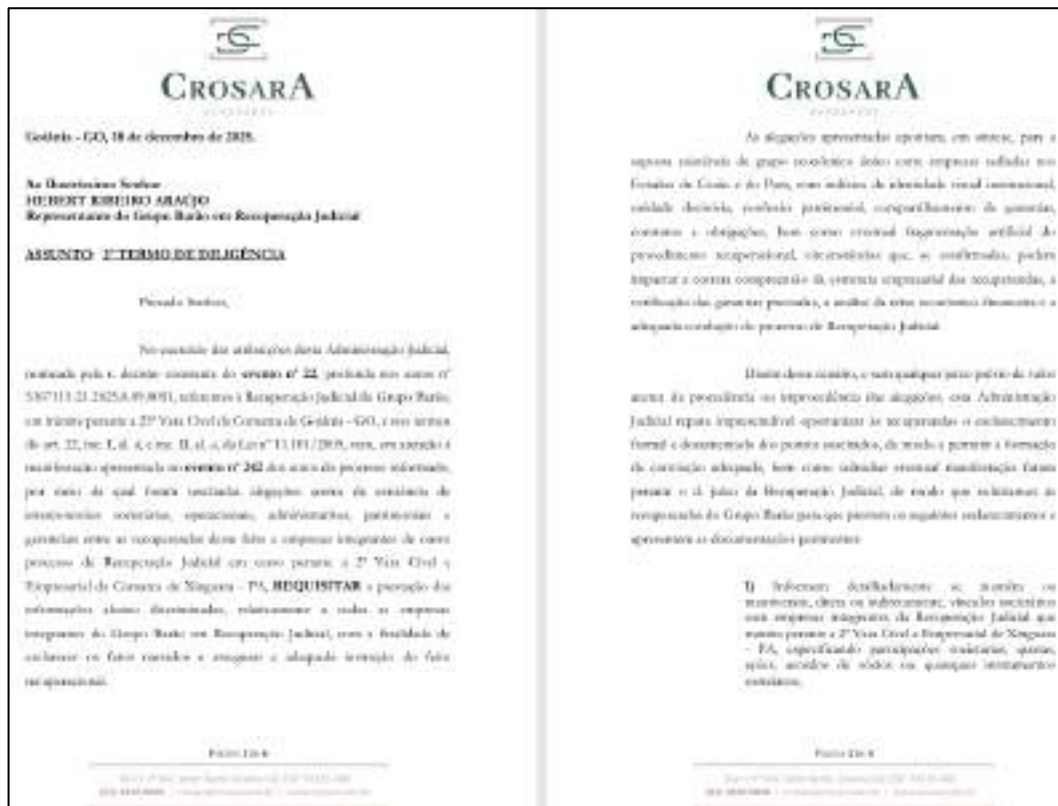 CROSARA
Goiânia - GO, 18 de dezembro de 2025.
Ao Ilustríssimo Senhor
HEBERT RIBEIRO ARAÚJO
Representante do Grupo Barão em Recuperação Judicial
ASSUNTO: 2º TERMO DE DILIGÊNCIA
Prezado Senhor,
No exercício das atribuições desta Administração Judicial,
nomeada pela r. decisão constante do evento nº 22, proferida nos autos nº
referentes à Recuperação Judicial do Grupo Barão,
em trâmite perante a Vara Cível da Comarca de Goiânia - GO, e nos termos
do art. 22, inc. I, al. d, e inc. II, al. a, da Lei nº 11.101/2005, vem, em atenção à
manifestação apresentada no evento nº 242 dos autos do processo informado,
por meio da qual foram suscitadas alegações acerca da existência de
societárias, operacionais, administrativas, patrimoniais e
gerenciais entre as recuperandas deste feito e empresas integrantes de outro
processo de Recuperação Judicial em curso perante a 2ª Vara Cível e
Empresarial da Comarca de Xinguara - PA, REQUISITAR a prestação das
informações abaixo discriminadas, relativamente a todas as empresas
integrantes do Grupo Barão em Recuperação Judicial, com a finalidade de
esclarecer os fatos narrados e assegurar a adequada instrução do feito
recuperacional.
CROSARA
As alegações apresentadas apontam, em síntese, para a
suposta existência de grupo econômico único com empresas sediadas nos
Estados de Goiás e do Pará, com indícios de identidade visual institucional,
unidade decisória, confusão patrimonial, compartilhamento de garantias,
contratos e obrigações, bem como eventual fragmentação artificial do
procedimento recuperacional, circunstâncias que, se confirmadas, podem
impactar a correta compreensão da estrutura empresarial das recuperandas, a
verificação das garantias prestadas, a análise da crise econômico-financeira e a
adequada condução do processo de Recuperação Judicial.
Diante desse cenário, e sem qualquer juízo prévio de valor
acerca da procedência ou improcedência das alegações, esta Administração
Judicial reputa imprescindível oportunizar às recuperandas o esclarecimento
formal e documentado dos pontos suscitados, de modo a permitir a formação
de convicção adequada, bem como subsidiar eventual manifestação futura
perante o d. juízo da Recuperação Judicial, de modo que solicitamos às
recuperandas do Grupo Barão para que prestem os seguintes esclarecimentos e
apresentem as documentações pertinentes:
1) Informem detalhadamente se mantêm ou
mantiveram, direta ou indiretamente, vínculos societários
com empresas integrantes da Recuperação Judicial que
tramita perante a 2ª Vara Cível e Empresarial de Xinguara
- PA, especificando participações societárias, quotas,
ações, acordos de sócios ou quaisquer instrumentos